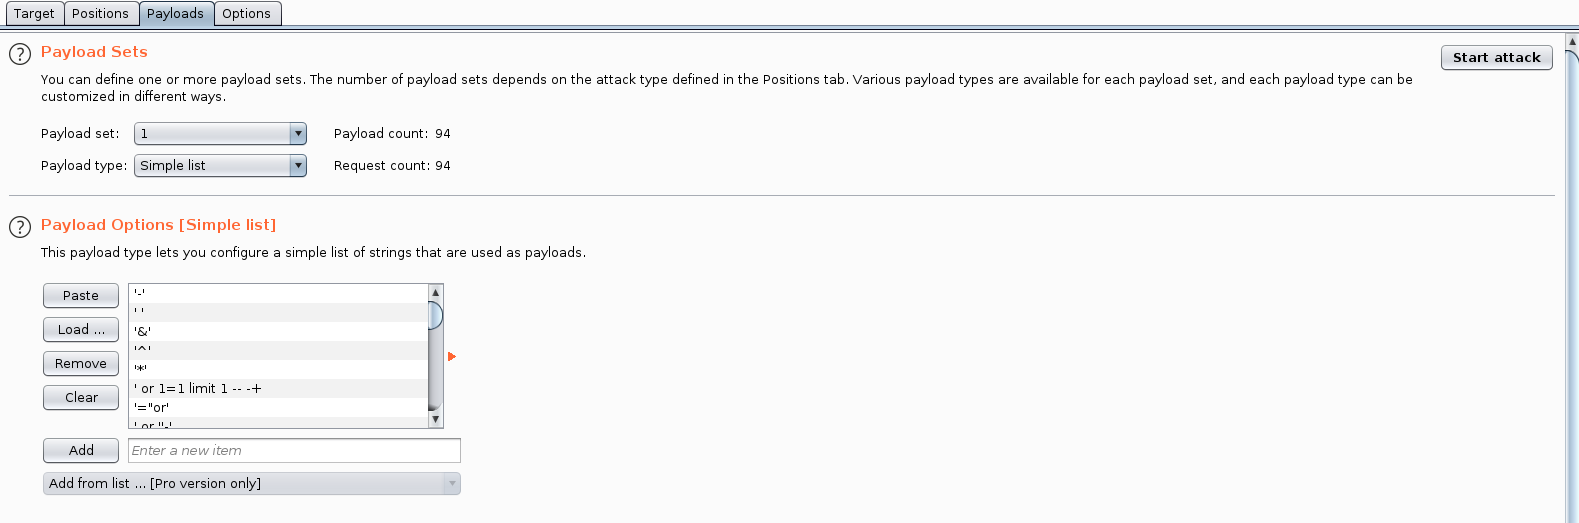 Target Positions Payloads Options
? Payload Sets
Start attack
You can define one or more payload sets. The number of payload sets depends on the attack type defined in the Positions tab. Various payload types are available for each payload set, and each payload type can be
customized in different ways.
Payload set: 1 Payload count: 94
Payload type: Simple list Request count: 94
? Payload Options [Simple list]
This payload type lets you configure a simple list of strings that are used as payloads.
Paste
Load ...
Remove
Clear
'-'
' '
'&'
'^'
'*'
' or 1=1 limit 1 -- -+
'="or'
' or ''-'
Add Enter a new item
Add from list ... [Pro version only]